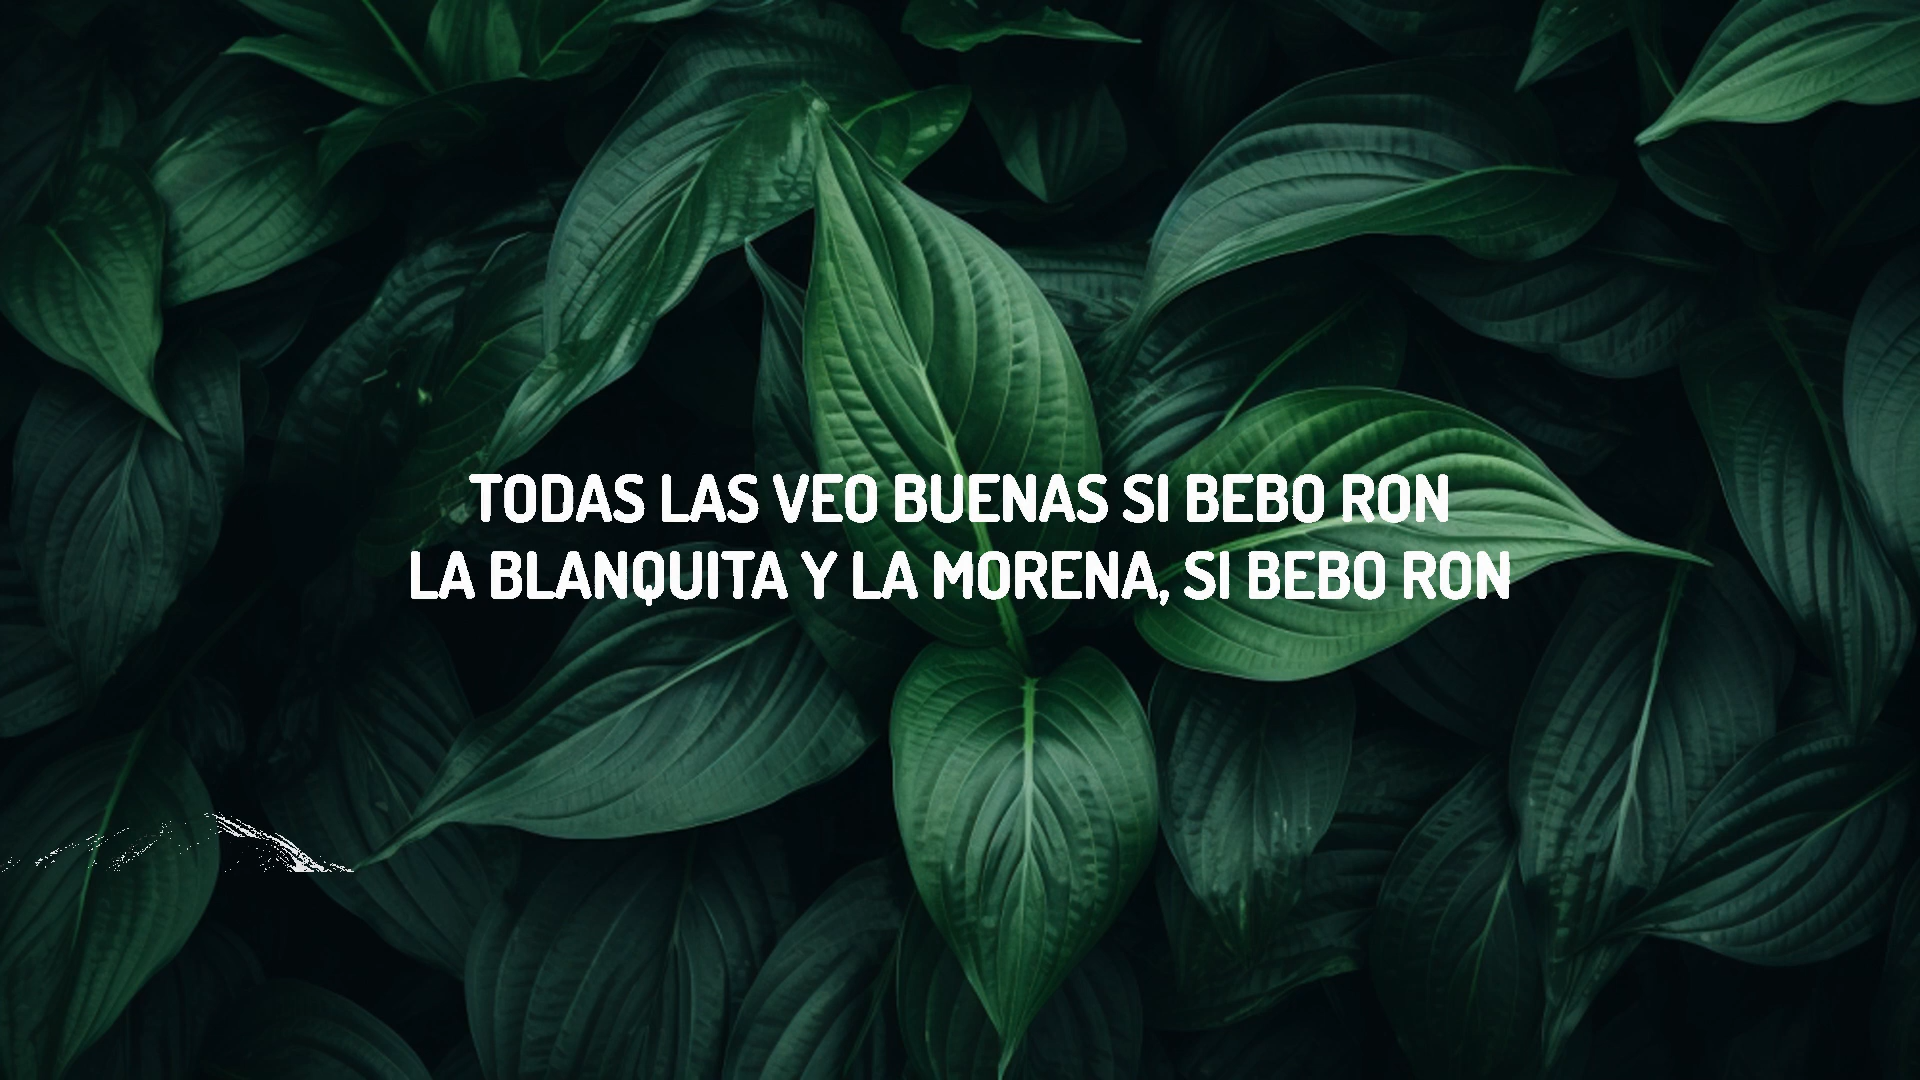 TODAS LAS VEO BUENAS SI BEBO RON
LA BLANQUITA Y LA MORENA, SI BEBO RON